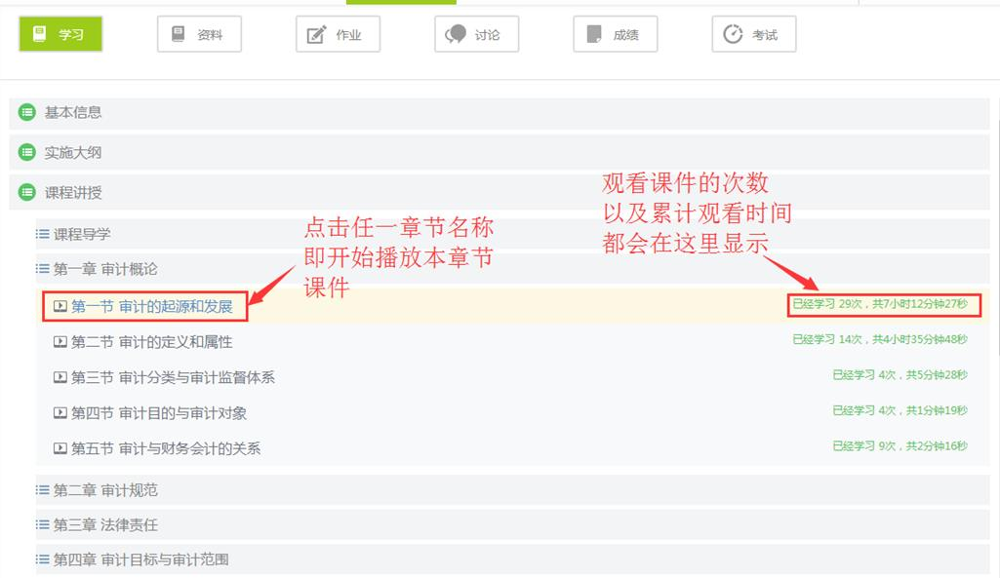 学习 资料 作业 讨论 成绩 考试
基本信息
实施大纲
课程讲授
观看课件的次数
以及累计观看时间
都会在这里显示
点击任一章节名称
即开始播放本章节
课件
课程导学
第一章 审计概论
第一节 审计的起源和发展 已经学习 29次，共7小时12分钟27秒
第二节 审计的定义和属性 已经学习 14次，共4小时35分钟48秒
第三节 审计分类与审计监督体系 已经学习 4次，共5分钟28秒
第四节 审计目的与审计对象 已经学习 4次，共1分钟19秒
第五节 审计与财务会计的关系 已经学习 9次，共2分钟16秒
第二章 审计规范
第三章 法律责任
第四章 审计目标与审计范围